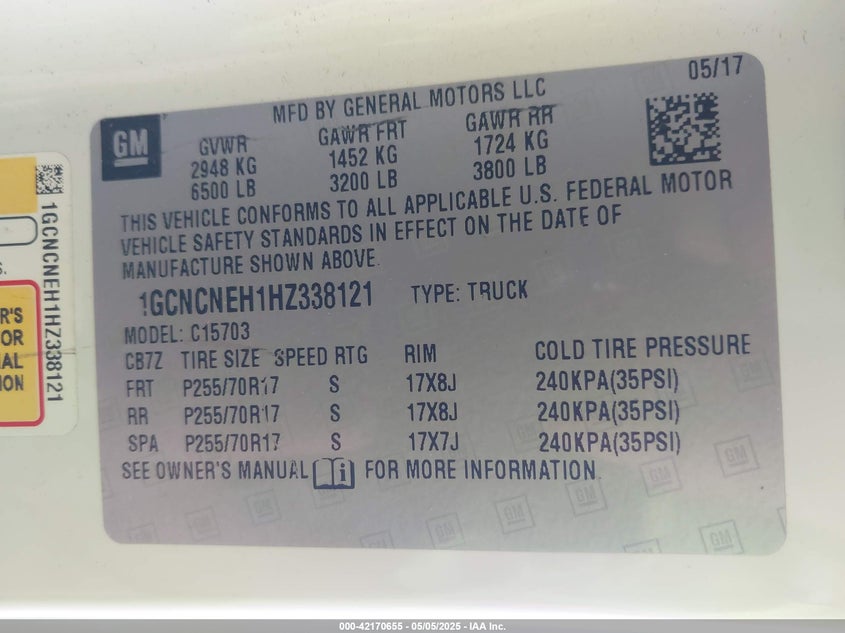 05/17
MFD BY GENERAL MOTORS LLC
GM
GVWR GAWR FRT GAWR RR
2948 KG 1452 KG 1724 KG
6500 LB 3200 LB 3800 LB
THIS VEHICLE CONFORMS TO ALL APPLICABLE U.S. FEDERAL MOTOR
VEHICLE SAFETY STANDARDS IN EFFECT ON THE DATE OF
MANUFACTURE SHOWN ABOVE.
1GCNCNEH1HZ338121 TYPE: TRUCK
MODEL: C15703
CB7Z TIRE SIZE SPEED RTG RIM COLD TIRE PRESSURE
FRT P255/70R17 S 17X8J 240KPA(35PSI)
RR P255/70R17 S 17X8J 240KPA(35PSI)
SPA P255/70R17 S 17X7J 240KPA(35PSI)
SEE OWNER'S MANUAL i FOR MORE INFORMATION.
1GCNCNEH1HZ338121
R'S
OR
AL
ION
000-42170655 - 05/05/2025 - IAA Inc.